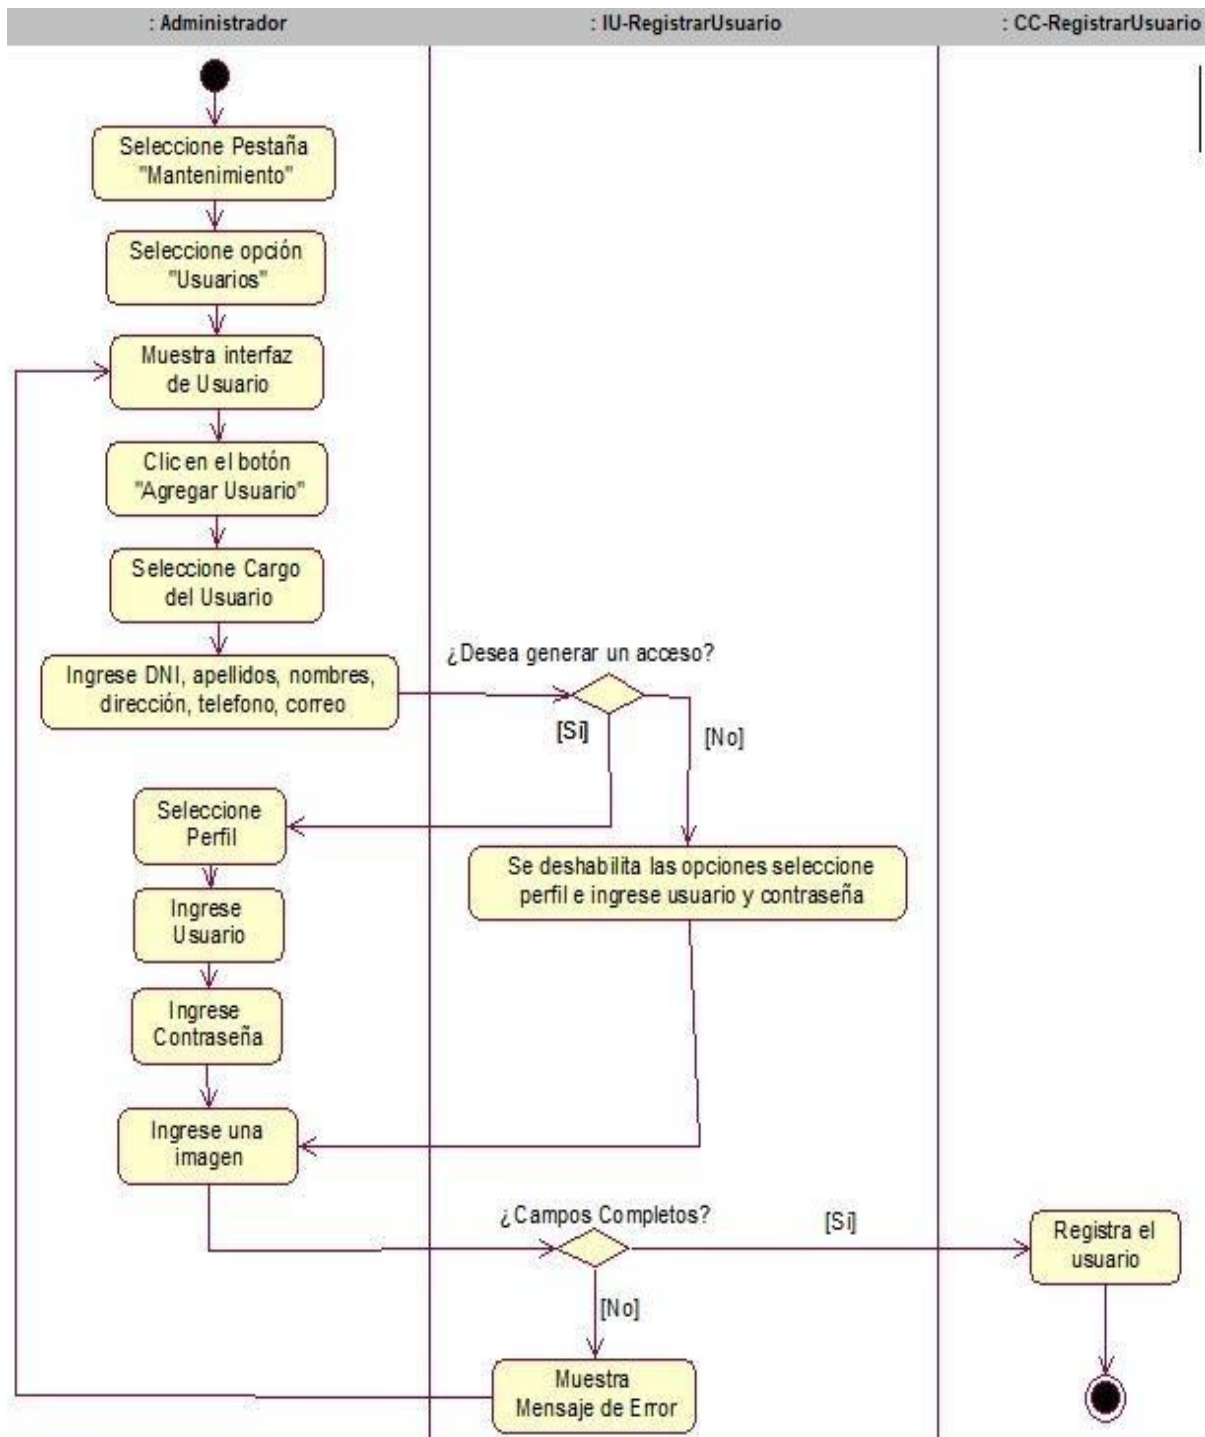 : Administrador
: IU-RegistrarUsuario
: CC-RegistrarUsuario
Seleccione Pestaña
"Mantenimiento"
Seleccione opción
"Usuarios"
Muestra interfaz
de Usuario
Clic en el botón
"Agregar Usuario"
Seleccione Cargo
del Usuario
Ingrese DNI, apellidos, nombres,
dirección, telefono, correo
¿Desea generar un acceso?
[Si]
[No]
Seleccione
Perfil
Se deshabilita las opciones seleccione
perfil e ingrese usuario y contraseña
Ingrese
Usuario
Ingrese
Contraseña
Ingrese una
imagen
¿Campos Completos?
[Si]
Registra el
usuario
[No]
Muestra
Mensaje de Error